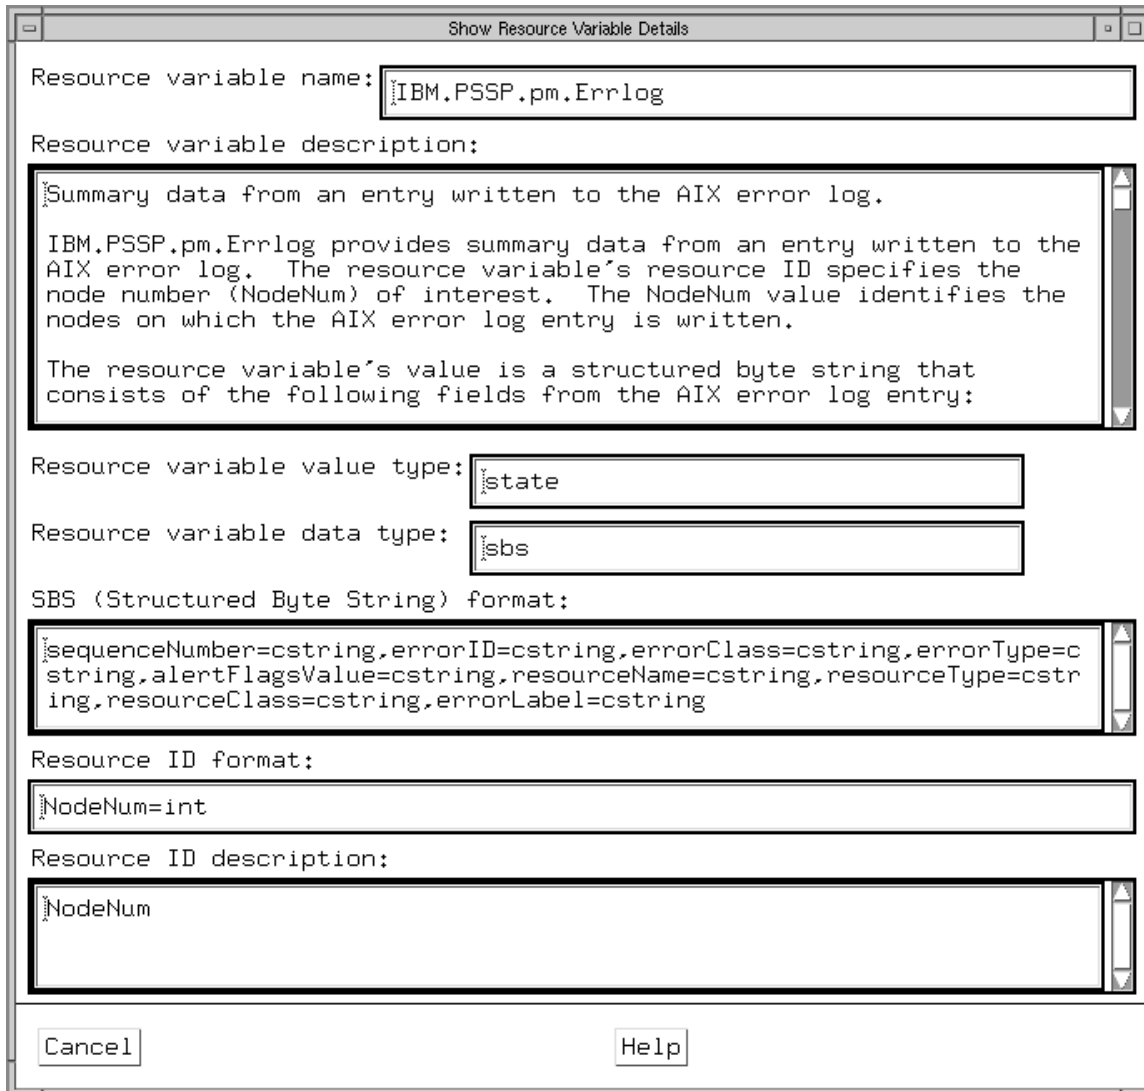 Show Resource Variable Details
Resource variable name: IBM.PSSP.pm.Errlog
Resource variable description:
Summary data from an entry written to the AIX error log.
IBM.PSSP.pm.Errlog provides summary data from an entry written to the
AIX error log.  The resource variable's resource ID specifies the
node number (NodeNum) of interest.  The NodeNum value identifies the
nodes on which the AIX error log entry is written.
The resource variable's value is a structured byte string that
consists of the following fields from the AIX error log entry:
Resource variable value type: state
Resource variable data type: sbs
SBS (Structured Byte String) format:
sequenceNumber=cstring,errorID=cstring,errorClass=cstring,errorType=c
string,alertFlagsValue=cstring,resourceName=cstring,resourceType=cstr
ing,resourceClass=cstring,errorLabel=cstring
Resource ID format:
NodeNum=int
Resource ID description:
NodeNum
Cancel Help